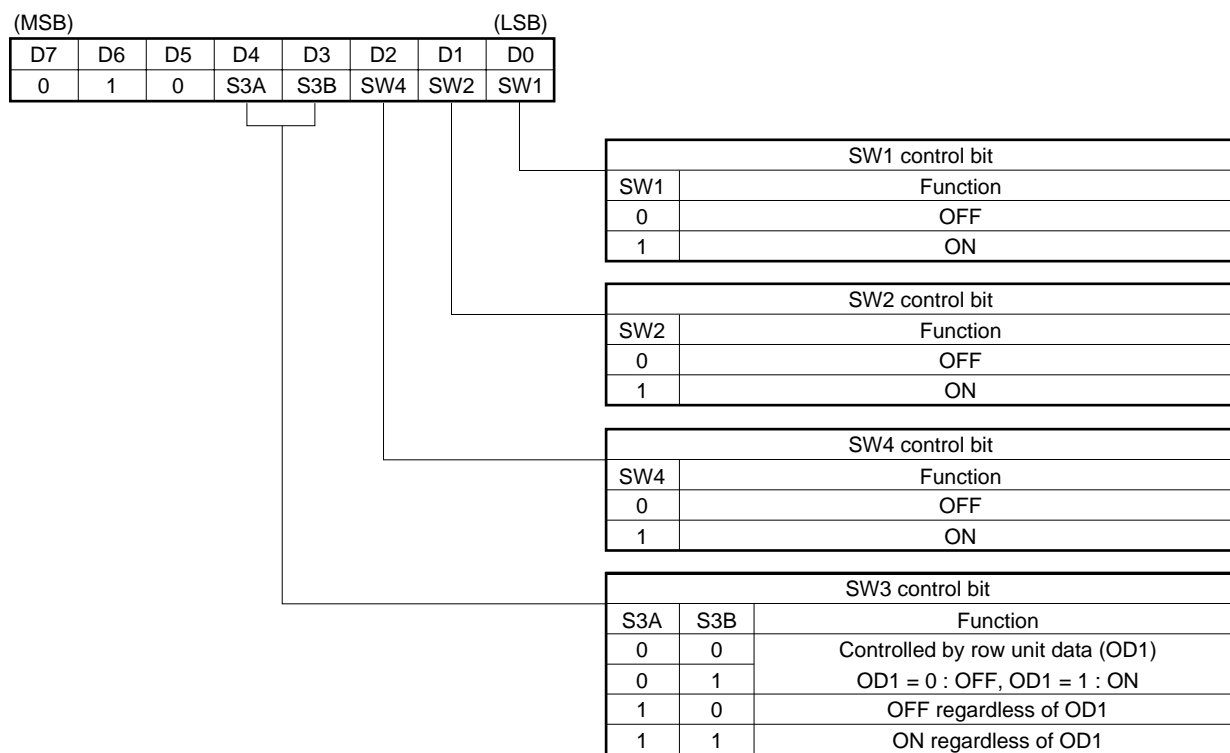 (MSB) (LSB)
D7 D6 D5 D4 D3 D2 D1 D0
0 1 0 S3A S3B SW4 SW2 SW1
SW1 control bit
SW1 Function
0 OFF
1 ON
SW2 control bit
SW2 Function
0 OFF
1 ON
SW4 control bit
SW4 Function
0 OFF
1 ON
SW3 control bit
S3A S3B Function
0 0 Controlled by row unit data (OD1)
0 1 OD1 = 0 : OFF, OD1 = 1 : ON
1 0 OFF regardless of OD1
1 1 ON regardless of OD1